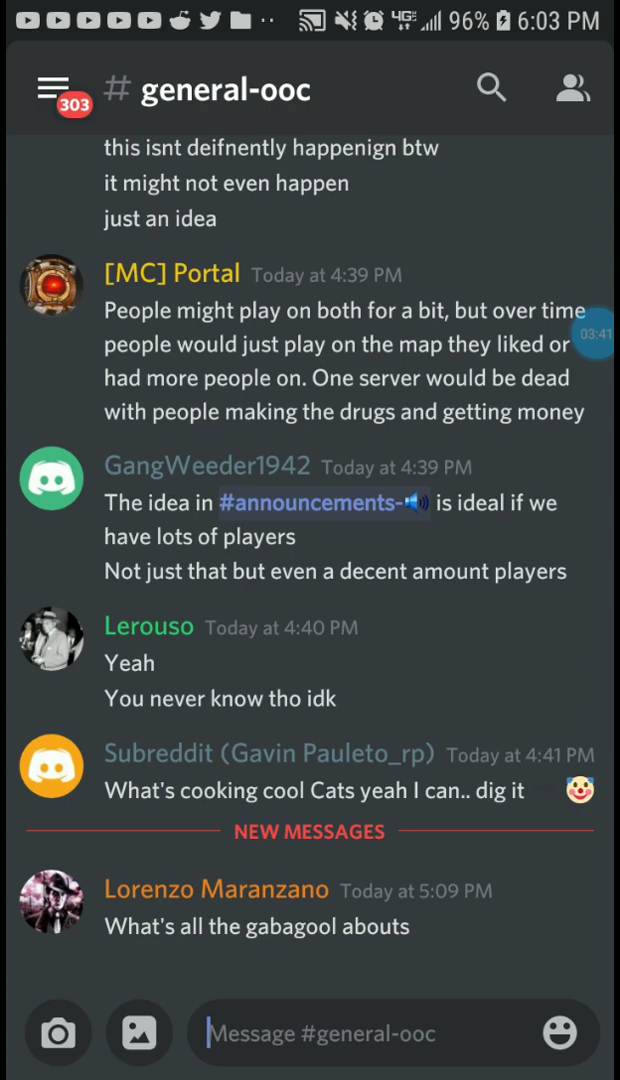 4GE 96% 6:03 PM
303
# general-ooc
this isnt deifnently happenign btw
it might not even happen
just an idea
[MC] Portal Today at 4:39 PM
People might play on both for a bit, but over time
03:41
people would just play on the map they liked or
had more people on. One server would be dead
with people making the drugs and getting money
GangWeeder1942 Today at 4:39 PM
The idea in #announcements-🔊 is ideal if we
have lots of players
Not just that but even a decent amount players
Lerouso Today at 4:40 PM
Yeah
You never know tho idk
Subreddit (Gavin Pauleto_rp) Today at 4:41 PM
What's cooking cool Cats yeah I can.. dig it 🤡
NEW MESSAGES
Lorenzo Maranzano Today at 5:09 PM
What's all the gabagool abouts
Message #general-ooc